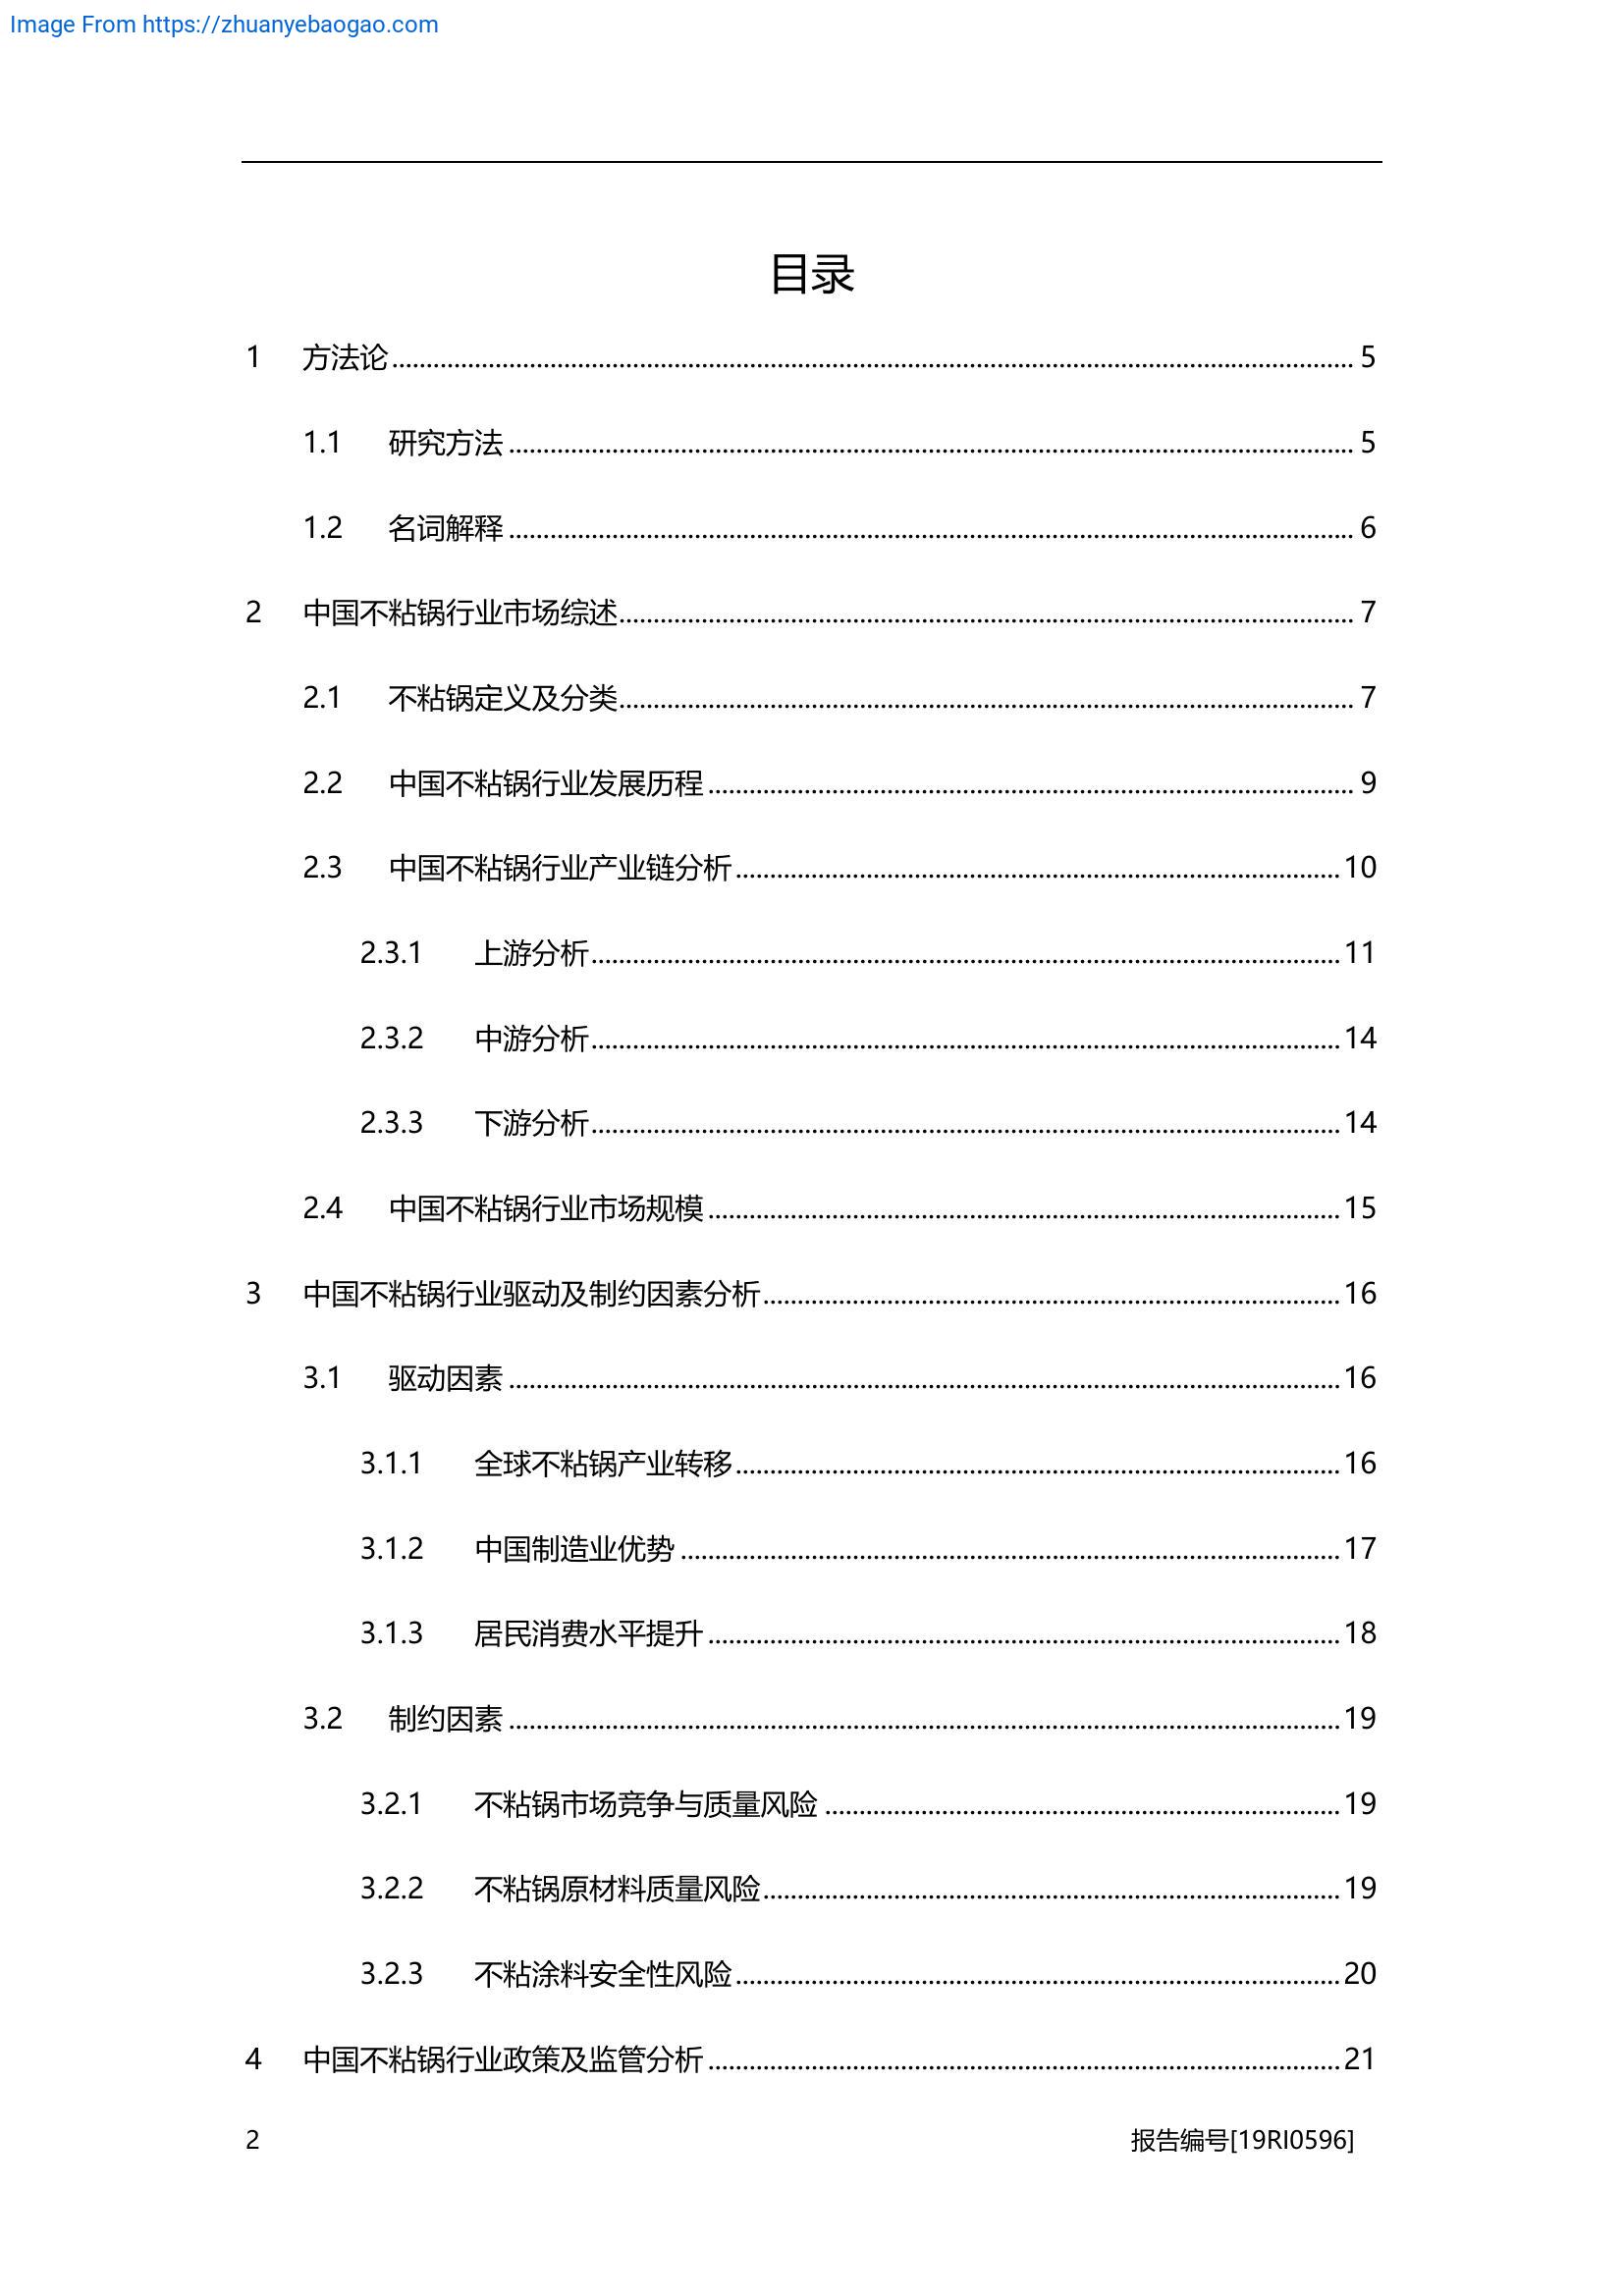 Image From https://zhuanyebaogao.com
目录
1 方法论 5
1.1 研究方法 5
1.2 名词解释 6
2 中国不粘锅行业市场综述 7
2.1 不粘锅定义及分类 7
2.2 中国不粘锅行业发展历程 9
2.3 中国不粘锅行业产业链分析 10
2.3.1 上游分析 11
2.3.2 中游分析 14
2.3.3 下游分析 14
2.4 中国不粘锅行业市场规模 15
3 中国不粘锅行业驱动及制约因素分析 16
3.1 驱动因素 16
3.1.1 全球不粘锅产业转移 16
3.1.2 中国制造业优势 17
3.1.3 居民消费水平提升 18
3.2 制约因素 19
3.2.1 不粘锅市场竞争与质量风险 19
3.2.2 不粘锅原材料质量风险 19
3.2.3 不粘涂料安全性风险 20
4 中国不粘锅行业政策及监管分析 21
2 报告编号[19RI0596]